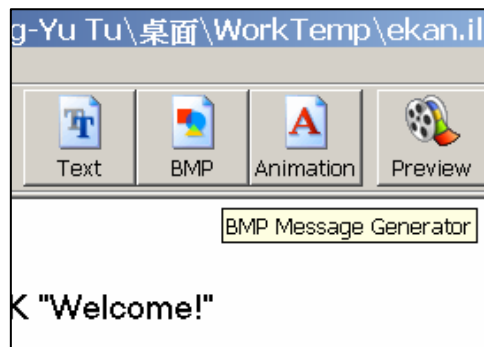 g-Yu Tu\桌面\WorkTemp\ekan.il
Text BMP Animation Preview
BMP Message Generator
K "Welcome!"